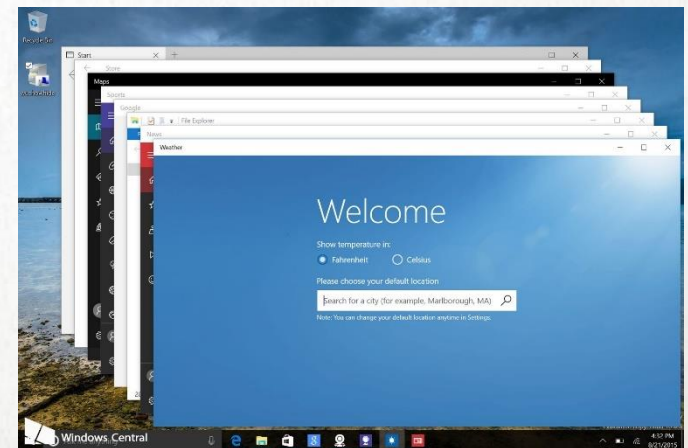 Recycle Bin
Start
Store
Maps
Sports
Google
File Explorer
News
Weather
Welcome
Show temperature in:
Fahrenheit
Celsius
Please choose your default location
Search for a city (for example, Marlborough, MA)
Note: You can change your default location anytime in Settings.
Windows Central
4:52 PM
8/21/2015